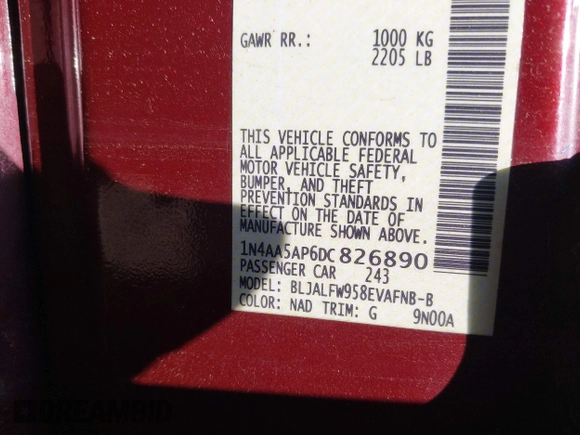 GAWR RR.: 1000 KG
2205 LB
THIS VEHICLE CONFORMS TO
ALL APPLICABLE FEDERAL
MOTOR VEHICLE SAFETY,
BUMPER, AND THEFT
PREVENTION STANDARDS IN
EFFECT ON THE DATE OF
MANUFACTURE SHOWN ABOVE.
1N4AA5AP6DC826890
PASSENGER CAR 243
MODEL: BLJALFW958EVAFNB-B
COLOR: NAD TRIM: G 9N00A
DREAMBID